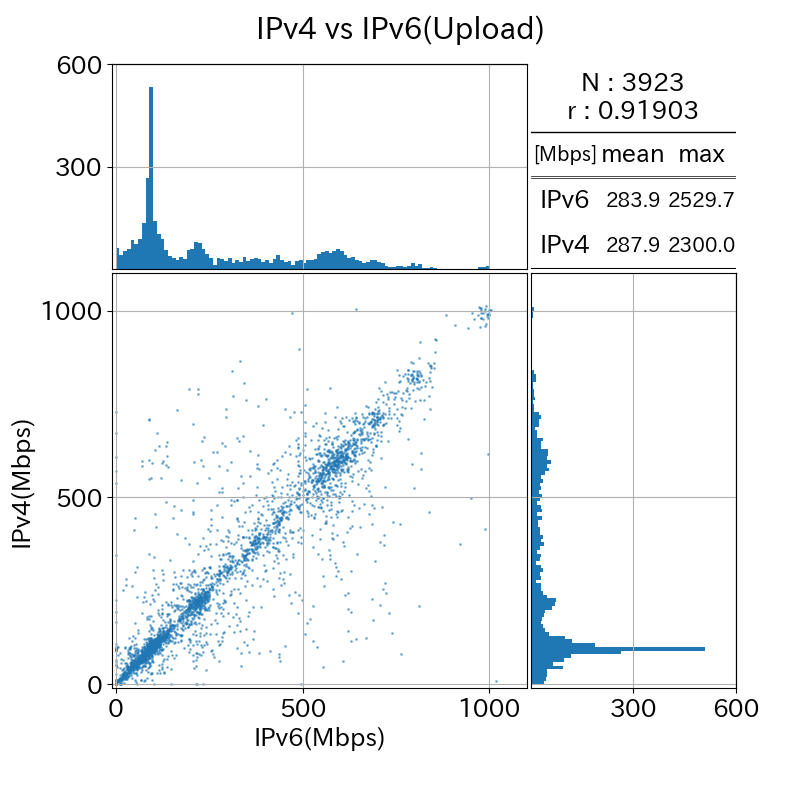 IPv4 vs IPv6(Upload)
600
300
N : 3923
r : 0.91903
[Mbps] mean max
IPv6 283.9 2529.7
IPv4 287.9 2300.0
1000
500
0
IPv4(Mbps)
0 500 1000
300 600
IPv6(Mbps)